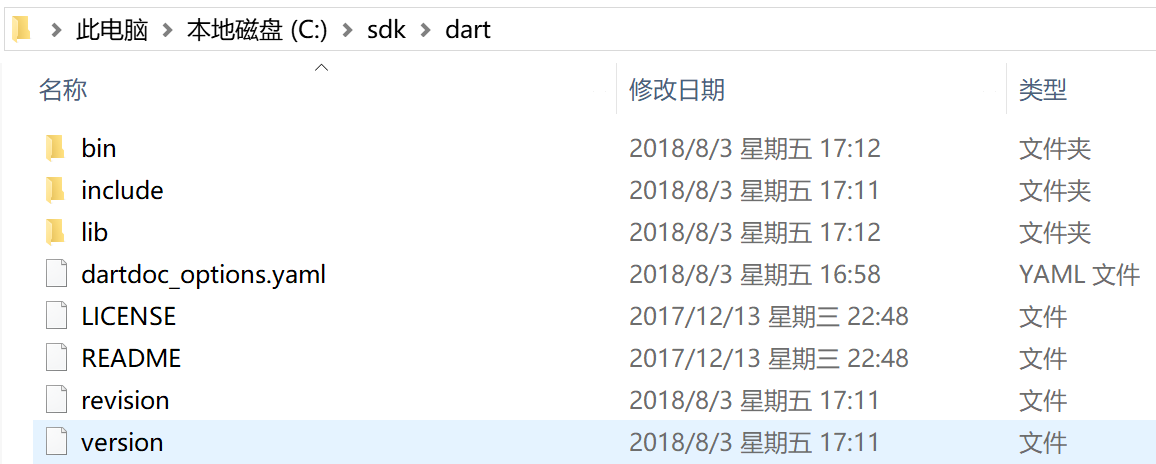 此电脑 本地磁盘 (C:) sdk dart
名称 修改日期 类型
bin 2018/8/3 星期五 17:12 文件夹
include 2018/8/3 星期五 17:11 文件夹
lib 2018/8/3 星期五 17:12 文件夹
dartdoc_options.yaml 2018/8/3 星期五 16:58 YAML 文件
LICENSE 2017/12/13 星期三 22:48 文件
README 2017/12/13 星期三 22:48 文件
revision 2018/8/3 星期五 17:11 文件
version 2018/8/3 星期五 17:11 文件